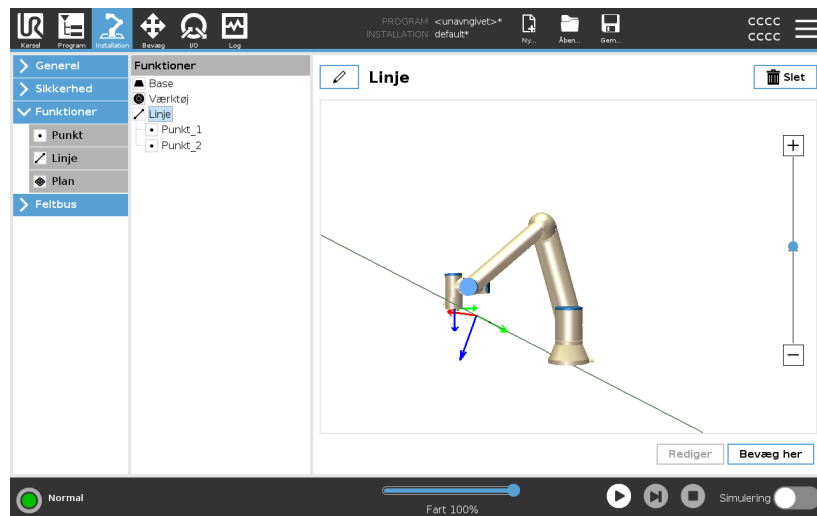 PROGRAM <unavngivet>*
INSTALLATION default*
cccc
cccc
UR
Kørsel Program Installation Bevæg I/O Log Ny... Åben... Gem...
Generel
Sikkerhed
Funktioner
Punkt
Linje
Plan
Feltbus
Funktioner
Base
Værktøj
Linje
Punkt_1
Punkt_2
Linje
Slet
+
−
Rediger Bevæg her
Normal
Fart 100%
Simulering